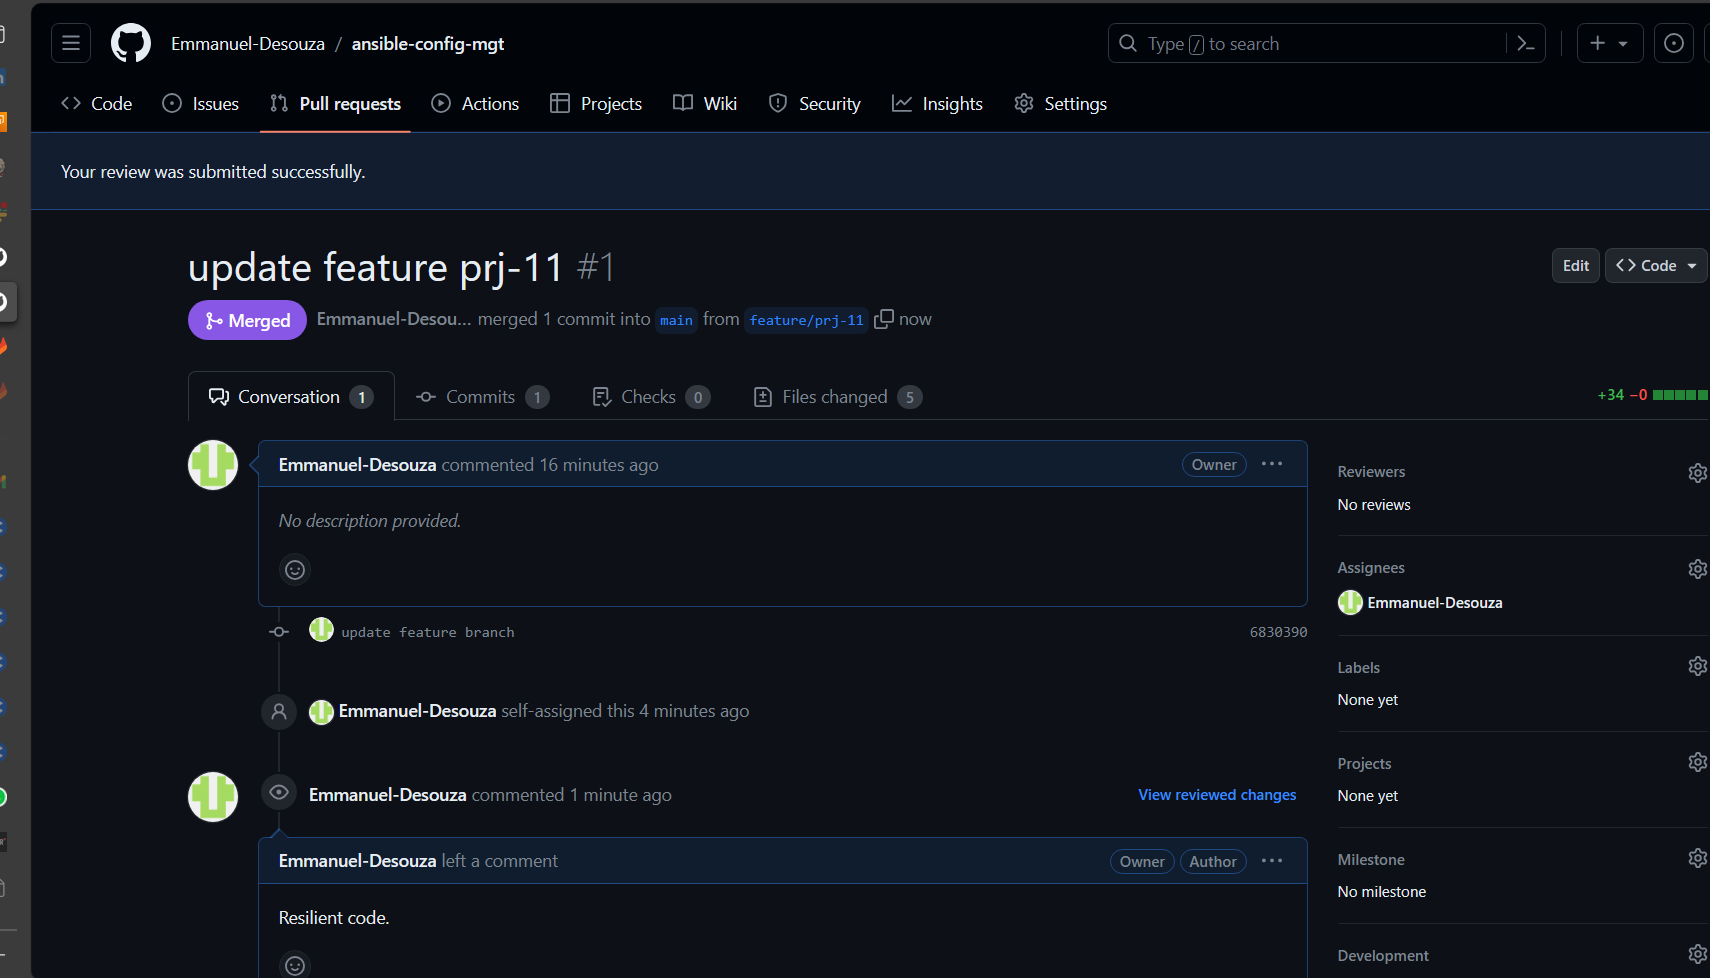 Emmanuel-Desouza / ansible-config-mgt
Type / to search
Code Issues Pull requests Actions Projects Wiki Security Insights Settings
Your review was submitted successfully.
update feature prj-11 #1
Edit
Code
Merged
Emmanuel-Desou... merged 1 commit into main from feature/prj-11 now
Conversation 1
Commits 1
Checks 0
Files changed 5
+34 −0
Emmanuel-Desouza commented 16 minutes ago
Owner
No description provided.
update feature branch
6830390
Emmanuel-Desouza self-assigned this 4 minutes ago
Emmanuel-Desouza commented 1 minute ago
View reviewed changes
Emmanuel-Desouza left a comment
Owner
Author
Resilient code.
Reviewers
No reviews
Assignees
Emmanuel-Desouza
Labels
None yet
Projects
None yet
Milestone
No milestone
Development